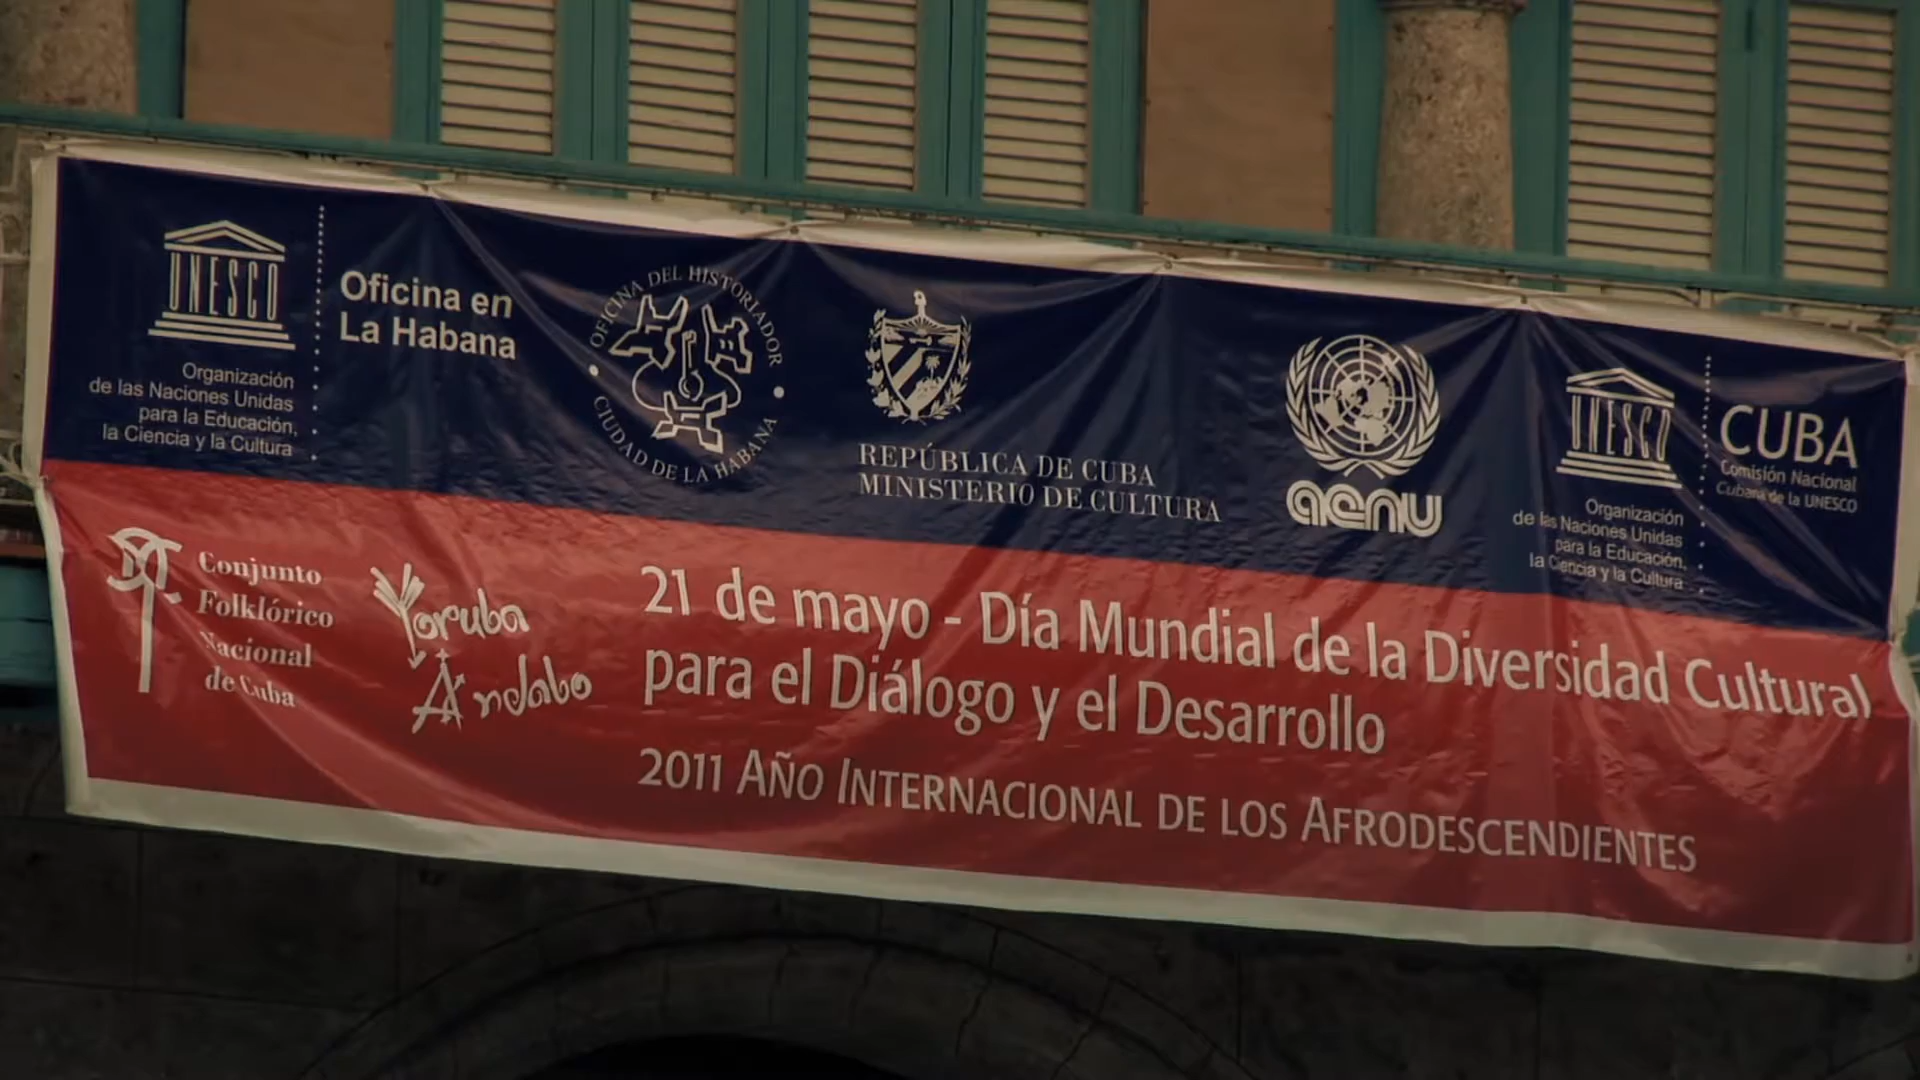 UNESCO
Organización
de las Naciones Unidas
para la Educación,
la Ciencia y la Cultura
Oficina en
La Habana
OFICINA DEL HISTORIADOR
CIUDAD DE LA HABANA
REPÚBLICA DE CUBA
MINISTERIO DE CULTURA
acnu
UNESCO
Organización
de las Naciones Unidas
para la Educación,
la Ciencia y la Cultura
CUBA
Comisión Nacional
Cubana de la UNESCO
Conjunto
Folklórico
Nacional
de Cuba
Yoruba
Andabo
21 de mayo - Día Mundial de la Diversidad Cultural
para el Diálogo y el Desarrollo
2011 AÑO INTERNACIONAL DE LOS AFRODESCENDIENTES